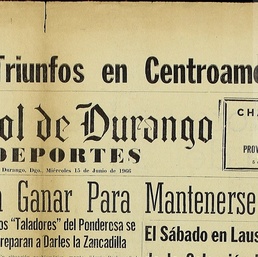 Triunfos en Centroame
ol de Durango
CHA
DEPORTES
PROV
Durango, Dgo., Miércoles 15 de Junio de 1966
Ganar Para Mantenerse
os "Taladores" del Ponderosa se
reparan a Darles la Zancadilla
El Sábado en Laus